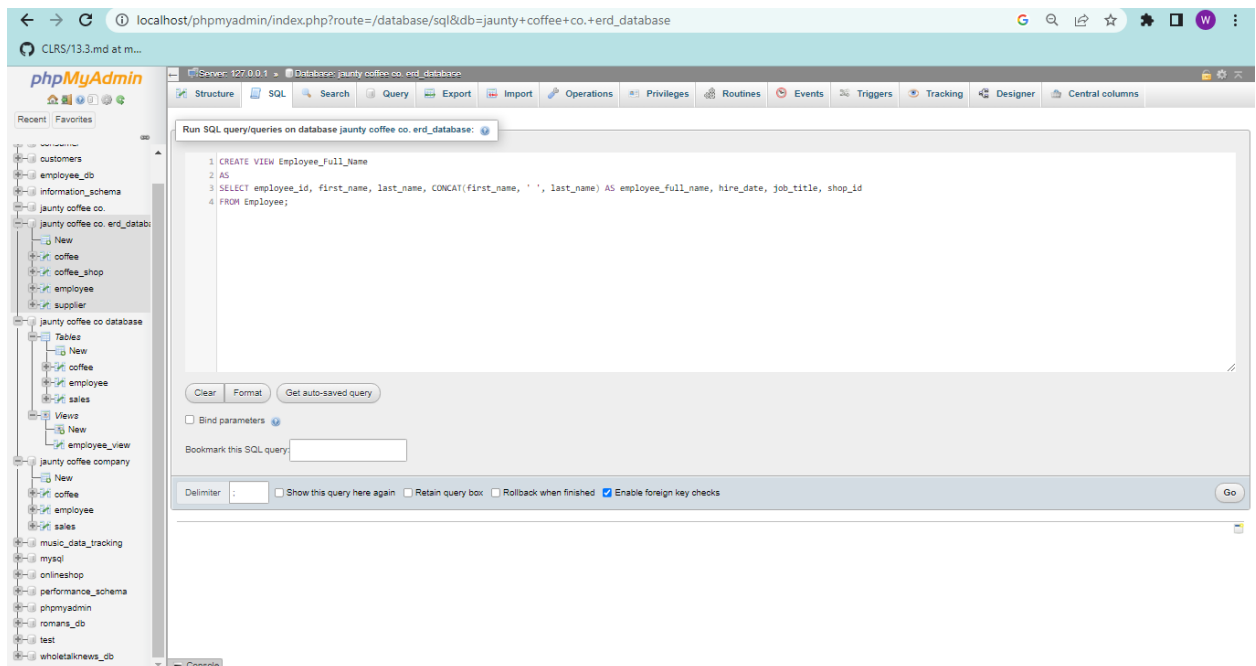 localhost/phpmyadmin/index.php?route=/database/sql&db=jaunty+coffee+co.+erd_database
G
W
CLRS/13.3.md at m...
phpMyAdmin
Recent Favorites
customers
employee_db
information_schema
jaunty coffee co.
jaunty coffee co. erd_databa
New
coffee
coffee_shop
employee
supplier
jaunty coffee co database
Tables
New
coffee
employee
sales
Views
New
employee_view
jaunty coffee company
New
coffee
employee
sales
music_data_tracking
mysql
onlineshop
performance_schema
phpmyadmin
romans_db
test
wholetalknews_db
Server: 127.0.0.1 » Database: jaunty coffee co. erd_database
Structure SQL Search Query Export Import Operations Privileges Routines Events Triggers Tracking Designer Central columns
Run SQL query/queries on database jaunty coffee co. erd_database:
1 CREATE VIEW Employee_Full_Name
2 AS
3 SELECT employee_id, first_name, last_name, CONCAT(first_name, ' ', last_name) AS employee_full_name, hire_date, job_title, shop_id
4 FROM Employee;
Clear Format Get auto-saved query
Bind parameters
Bookmark this SQL query:
Delimiter ; Show this query here again Retain query box Rollback when finished Enable foreign key checks Go
Console